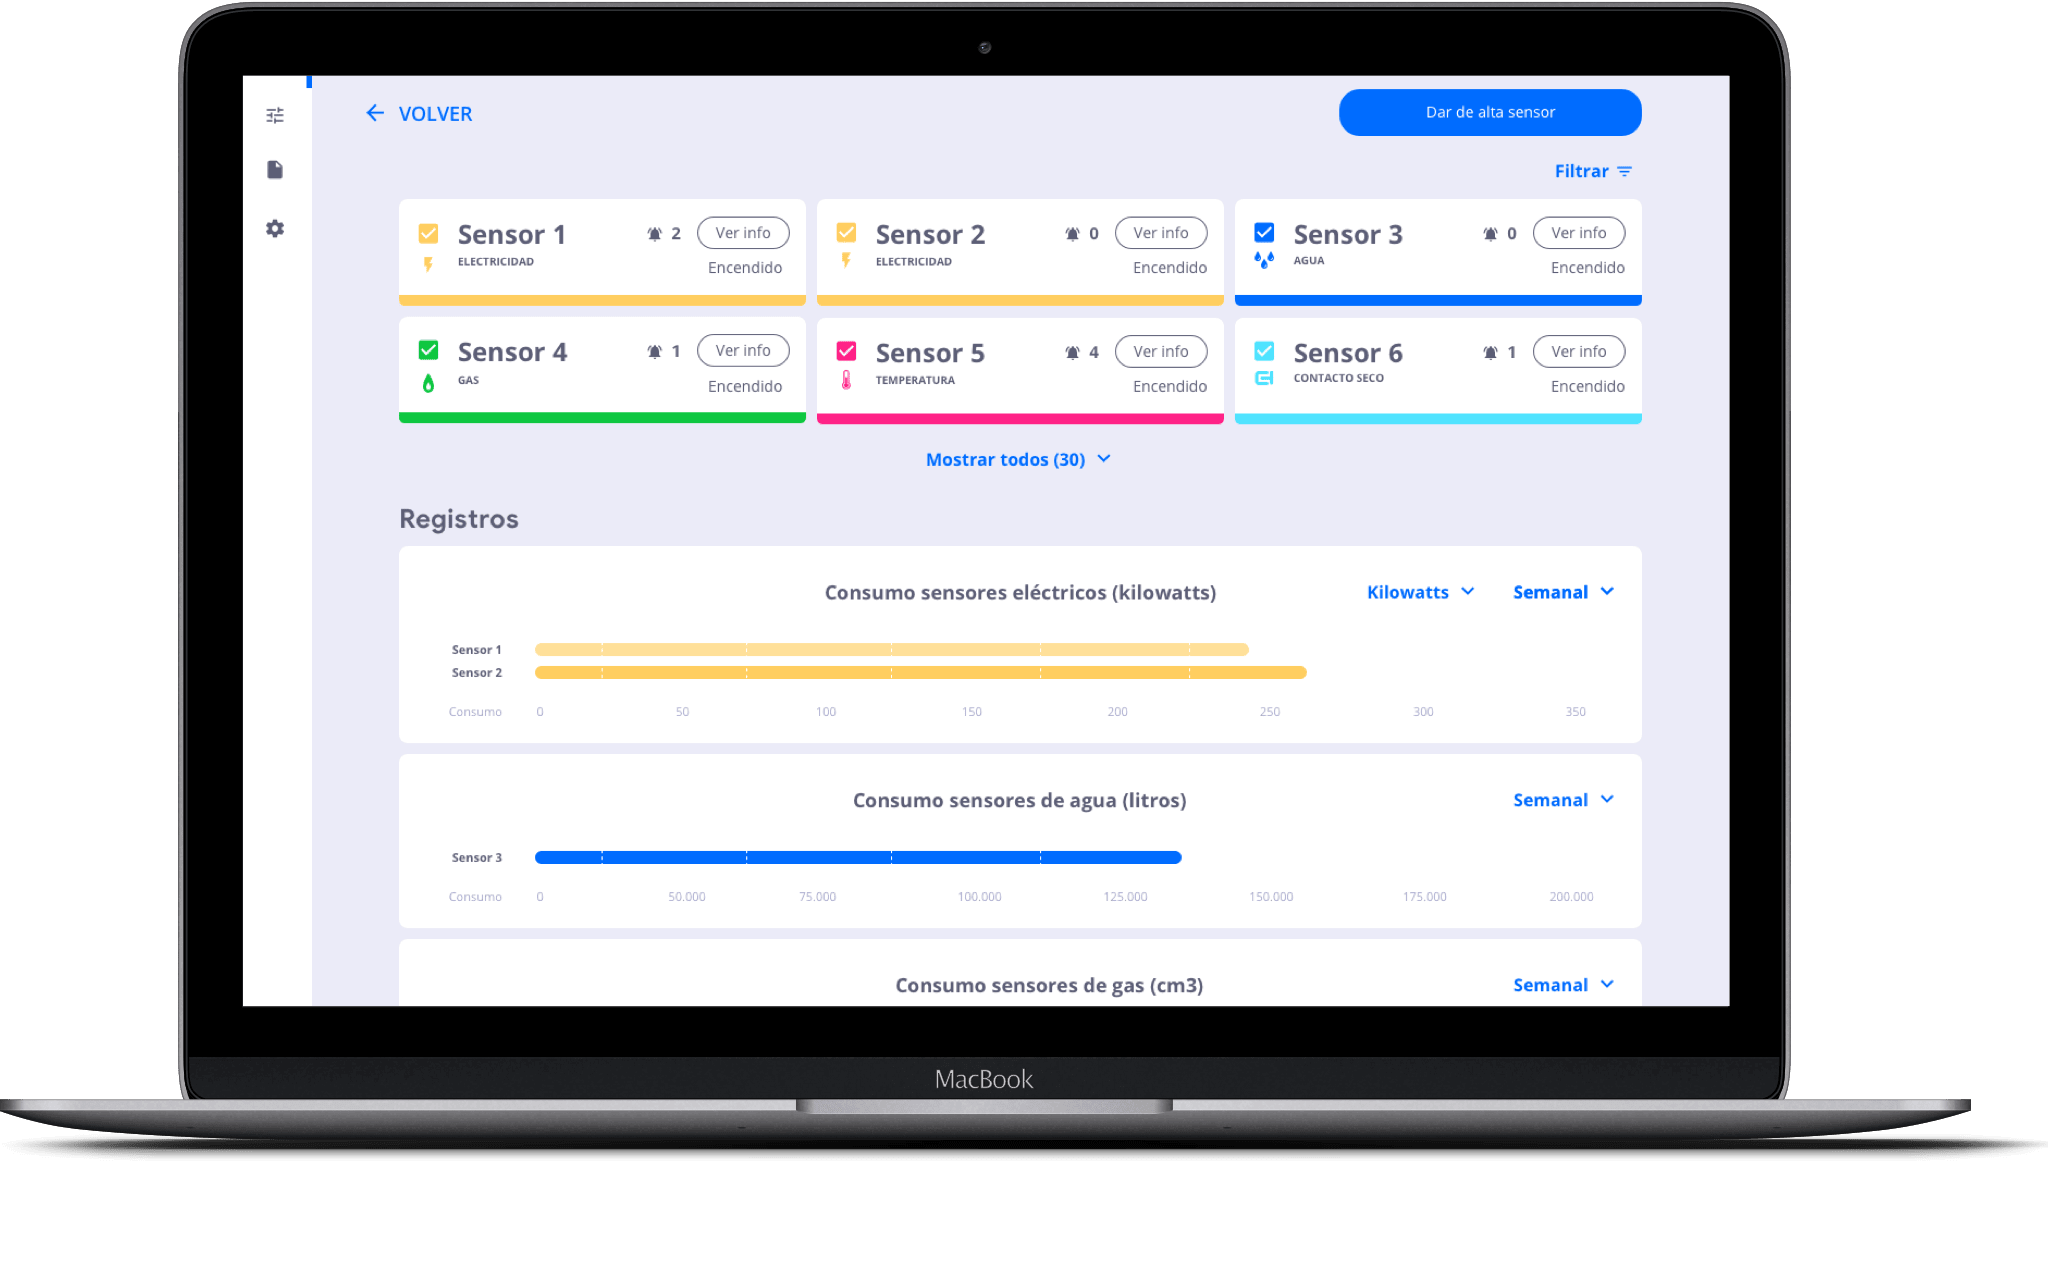 VOLVER
Dar de alta sensor
Filtrar
Sensor 1 2 Ver info
ELECTRICIDAD Encendido
Sensor 2 0 Ver info
ELECTRICIDAD Encendido
Sensor 3 0 Ver info
AGUA Encendido
Sensor 4 1 Ver info
GAS Encendido
Sensor 5 4 Ver info
TEMPERATURA Encendido
Sensor 6 1 Ver info
CONTACTO SECO Encendido
Mostrar todos (30)
Registros
Consumo sensores eléctricos (kilowatts) Kilowatts Semanal
Sensor 1
Sensor 2
Consumo 0 50 100 150 200 250 300 350
Consumo sensores de agua (litros) Semanal
Sensor 3
Consumo 0 50.000 75.000 100.000 125.000 150.000 175.000 200.000
Consumo sensores de gas (cm3) Semanal
MacBook